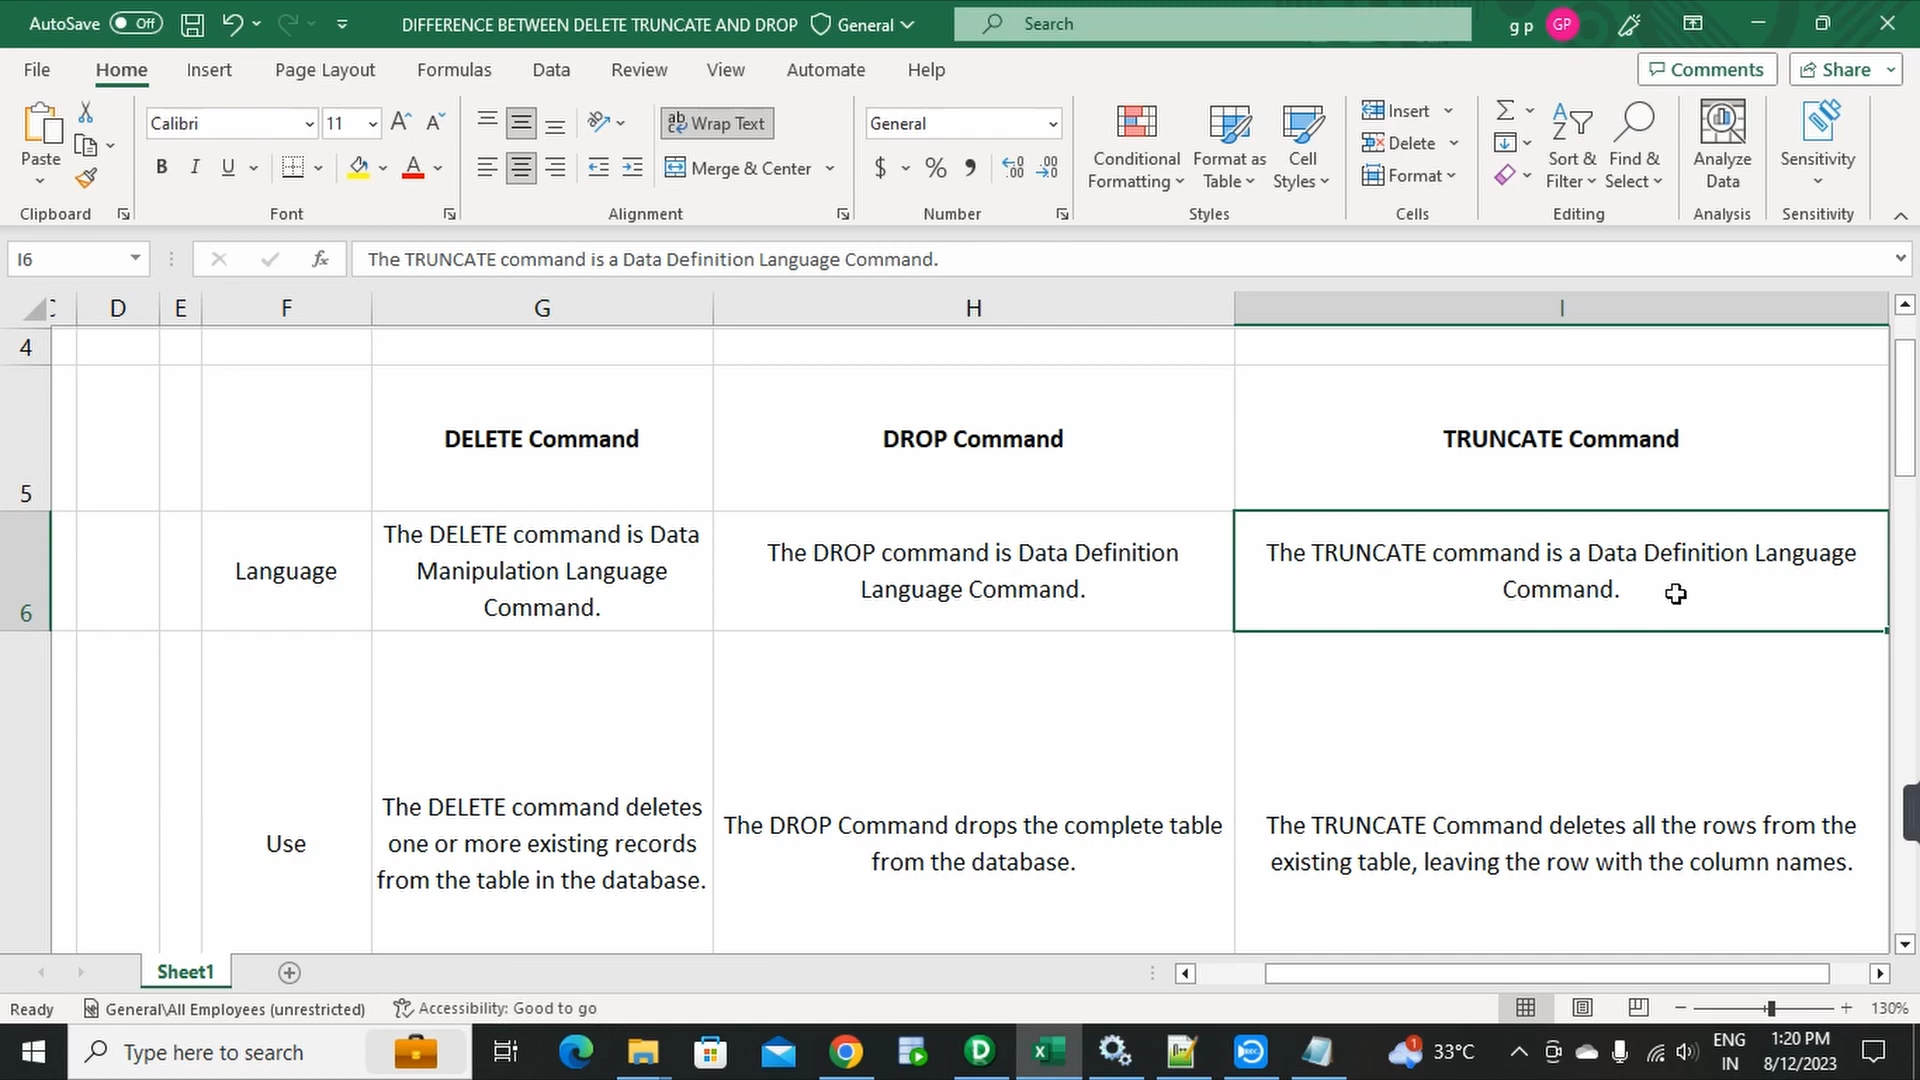 AutoSave Off DIFFERENCE BETWEEN DELETE TRUNCATE AND DROP General Search g p GP
File Home Insert Page Layout Formulas Data Review View Automate Help Comments Share
Paste Calibri 11 Wrap Text General Conditional Formatting Format as Table Cell Styles Insert Sort & Filter Find & Select Analyze Data Sensitivity
B I U Merge & Center $ % Delete
Format
Clipboard Font Alignment Number Styles Cells Editing Analysis Sensitivity
I6 fx The TRUNCATE command is a Data Definition Language Command.
D E F G H I
4
5 DELETE Command DROP Command TRUNCATE Command
6 Language
The DELETE command is Data
Manipulation Language
Command.
The DROP command is Data Definition
Language Command.
The TRUNCATE command is a Data Definition Language
Command.
Use
The DELETE command deletes
one or more existing records
from the table in the database.
The DROP Command drops the complete table
from the database.
The TRUNCATE Command deletes all the rows from the
existing table, leaving the row with the column names.
Sheet1
Ready General\All Employees (unrestricted) Accessibility: Good to go 130%
Type here to search 33°C ENG 1:20 PM
IN 8/12/2023